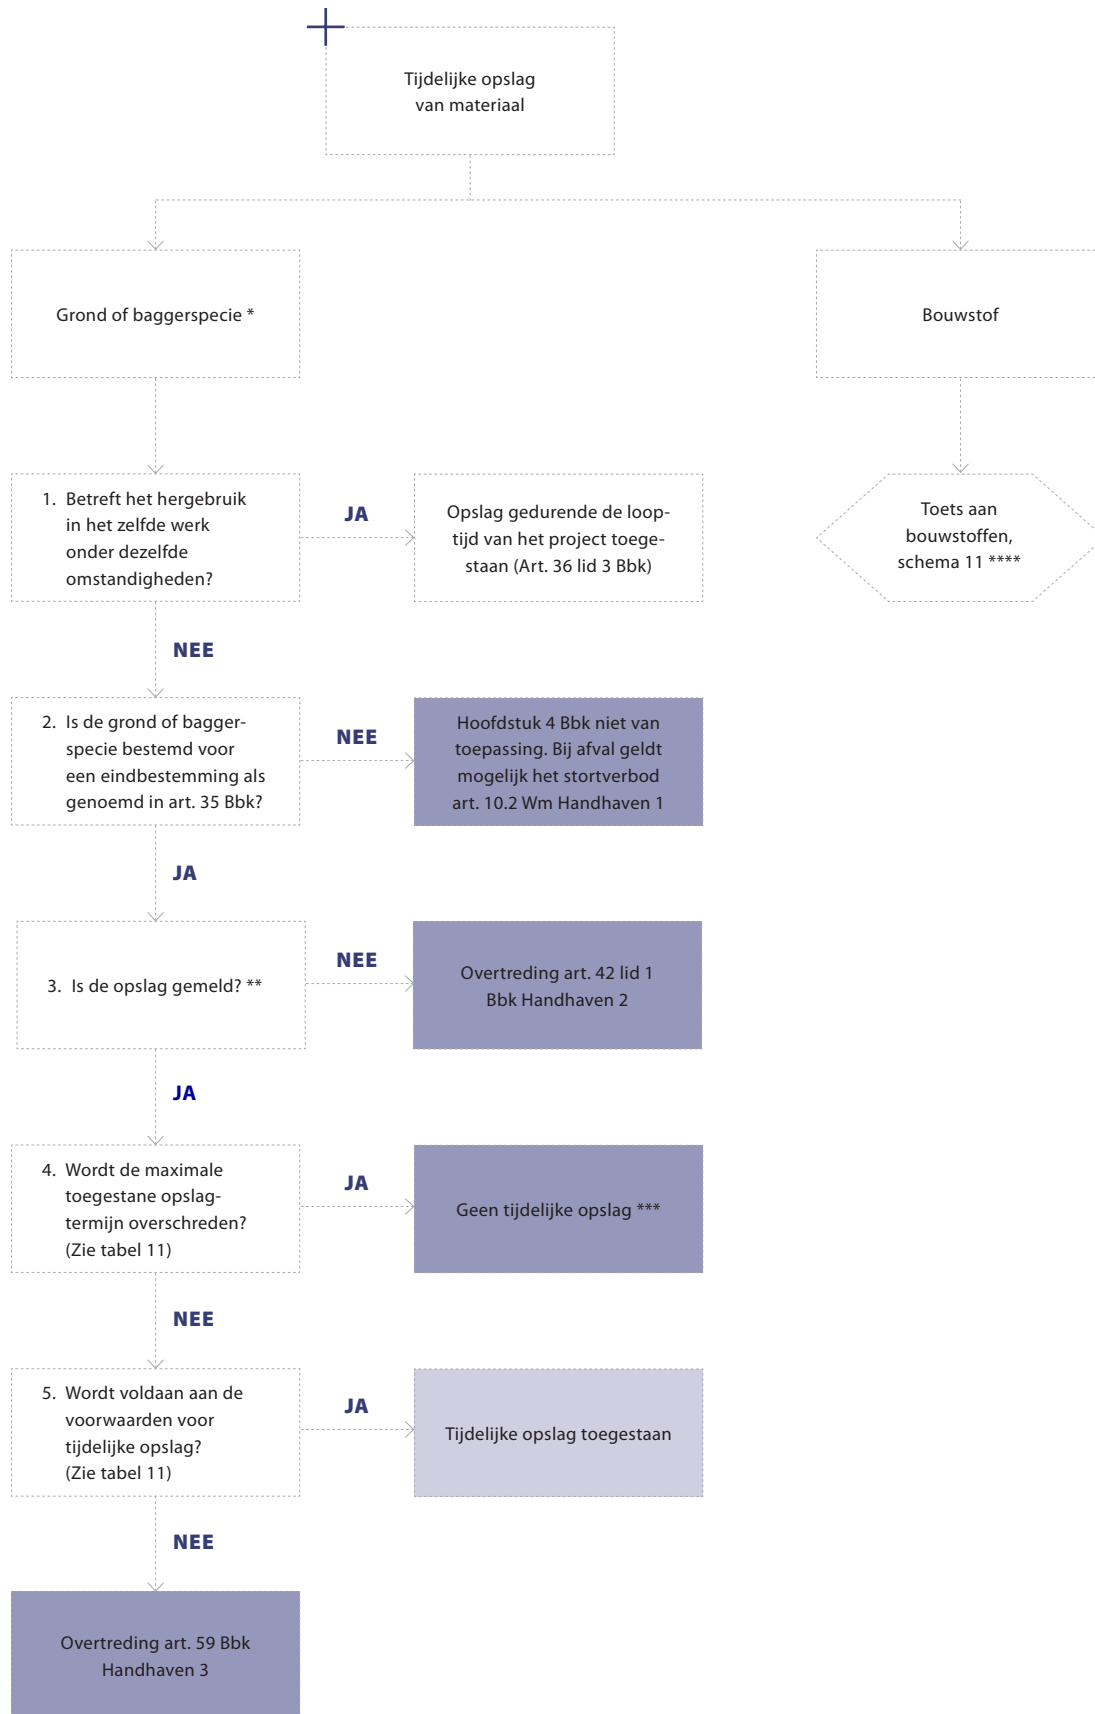 Tijdelijke opslag
van materiaal
Grond of baggerspecie *
Bouwstof
1. Betreft het hergebruik
in het zelfde werk
onder dezelfde
omstandigheden?
JA
Opslag gedurende de loop-
tijd van het project toege-
staan (Art. 36 lid 3 Bbk)
Toets aan
bouwstoffen,
schema 11 ****
NEE
2. Is de grond of bagger-
specie bestemd voor
een eindbestemming als
genoemd in art. 35 Bbk?
NEE
Hoofdstuk 4 Bbk niet van
toepassing. Bij afval geldt
mogelijk het stortverbod
art. 10.2 Wm Handhaven 1
JA
3. Is de opslag gemeld? **
NEE
Overtreding art. 42 lid 1
Bbk Handhaven 2
JA
4. Wordt de maximale
toegestane opslag-
termijn overschreden?
(Zie tabel 11)
JA
Geen tijdelijke opslag ***
NEE
5. Wordt voldaan aan de
voorwaarden voor
tijdelijke opslag?
(Zie tabel 11)
JA
Tijdelijke opslag toegestaan
NEE
Overtreding art. 59 Bbk
Handhaven 3